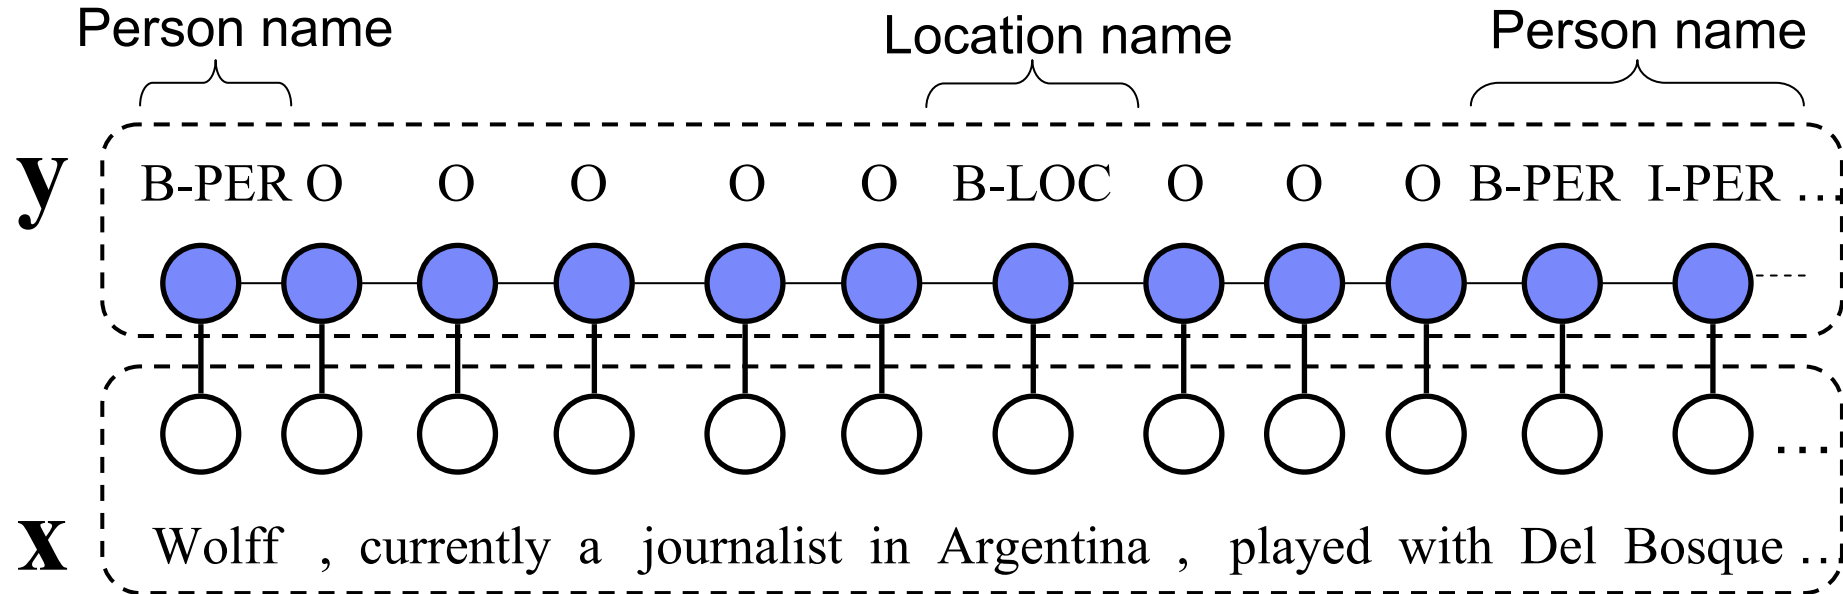 Person name Location name Person name
y B-PER O O O O O B-LOC O O O B-PER I-PER ...
...
x Wolff , currently a journalist in Argentina , played with Del Bosque ...